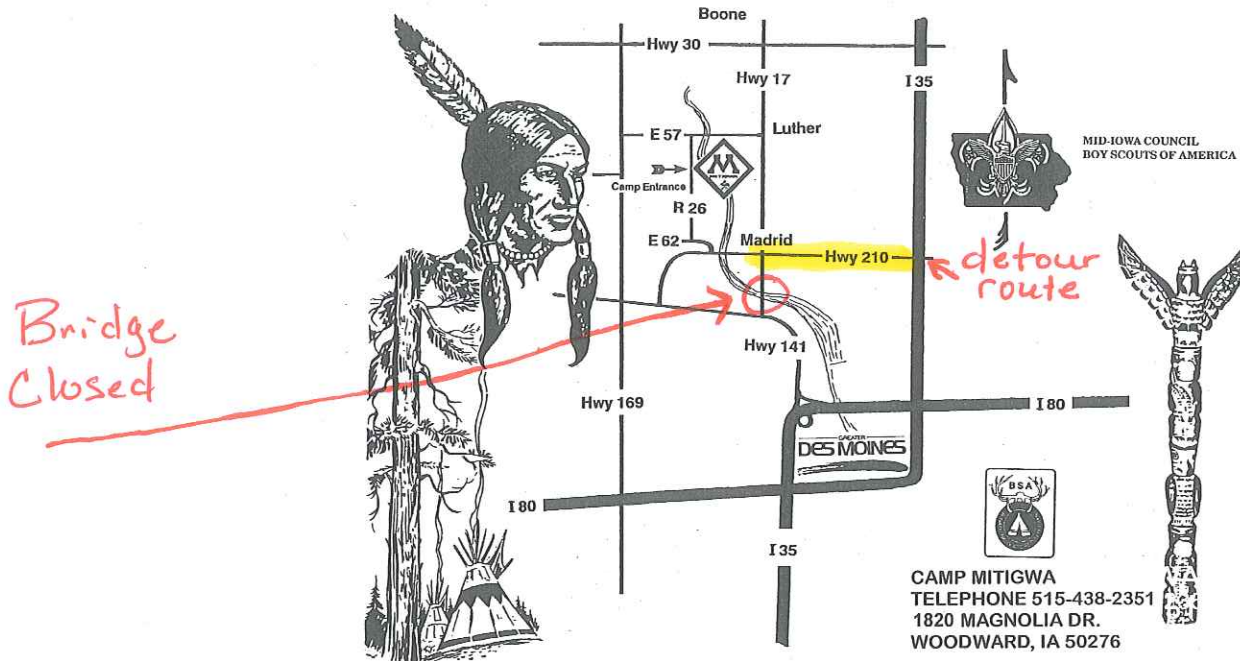 Boone
Hwy 30
Hwy 17
I 35
E 57
Luther
MID-IOWA COUNCIL
BOY SCOUTS OF AMERICA
M
Camp Entrance
R 26
E 62
Madrid
Hwy 210
detour
route
Bridge
Closed
Hwy 141
Hwy 169
I 80
GREATER
DES MOINES
I 80
BSA
I 35
CAMP MITIGWA
TELEPHONE 515-438-2351
1820 MAGNOLIA DR.
WOODWARD, IA 50276